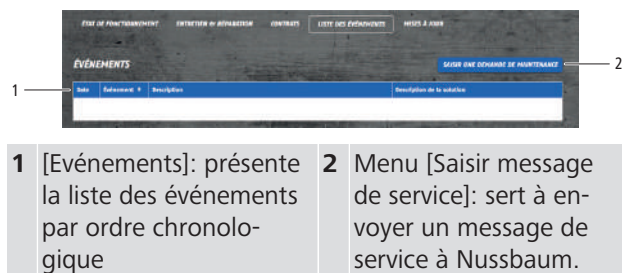 ÉTAT DE FONCTIONNEMENT ENTRETIEN & RÉPARATION CONTRATS LISTE DES ÉVÉNEMENTS MISES À JOUR
ÉVÉNEMENTS SAISIR UNE DEMANDE DE MAINTENANCE 2
1 Date Événement Description Description de la solution
1 [Evénements]: présente
la liste des événements
par ordre chronolo-
gique
2 Menu [Saisir message
de service]: sert à en-
voyer un message de
service à Nussbaum.